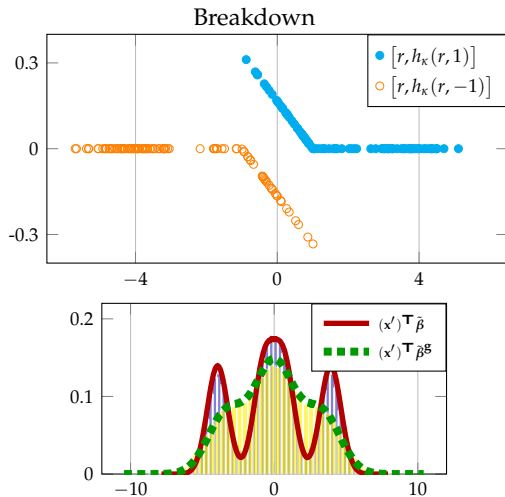 Breakdown
[r, hκ(r, 1)]
[r, hκ(r, −1)]
0.3
0
-0.3
−4
0
4
(x′)ᵀβ̃
(x′)ᵀβ̃ᵍ
0.2
0.1
0
−10
0
10